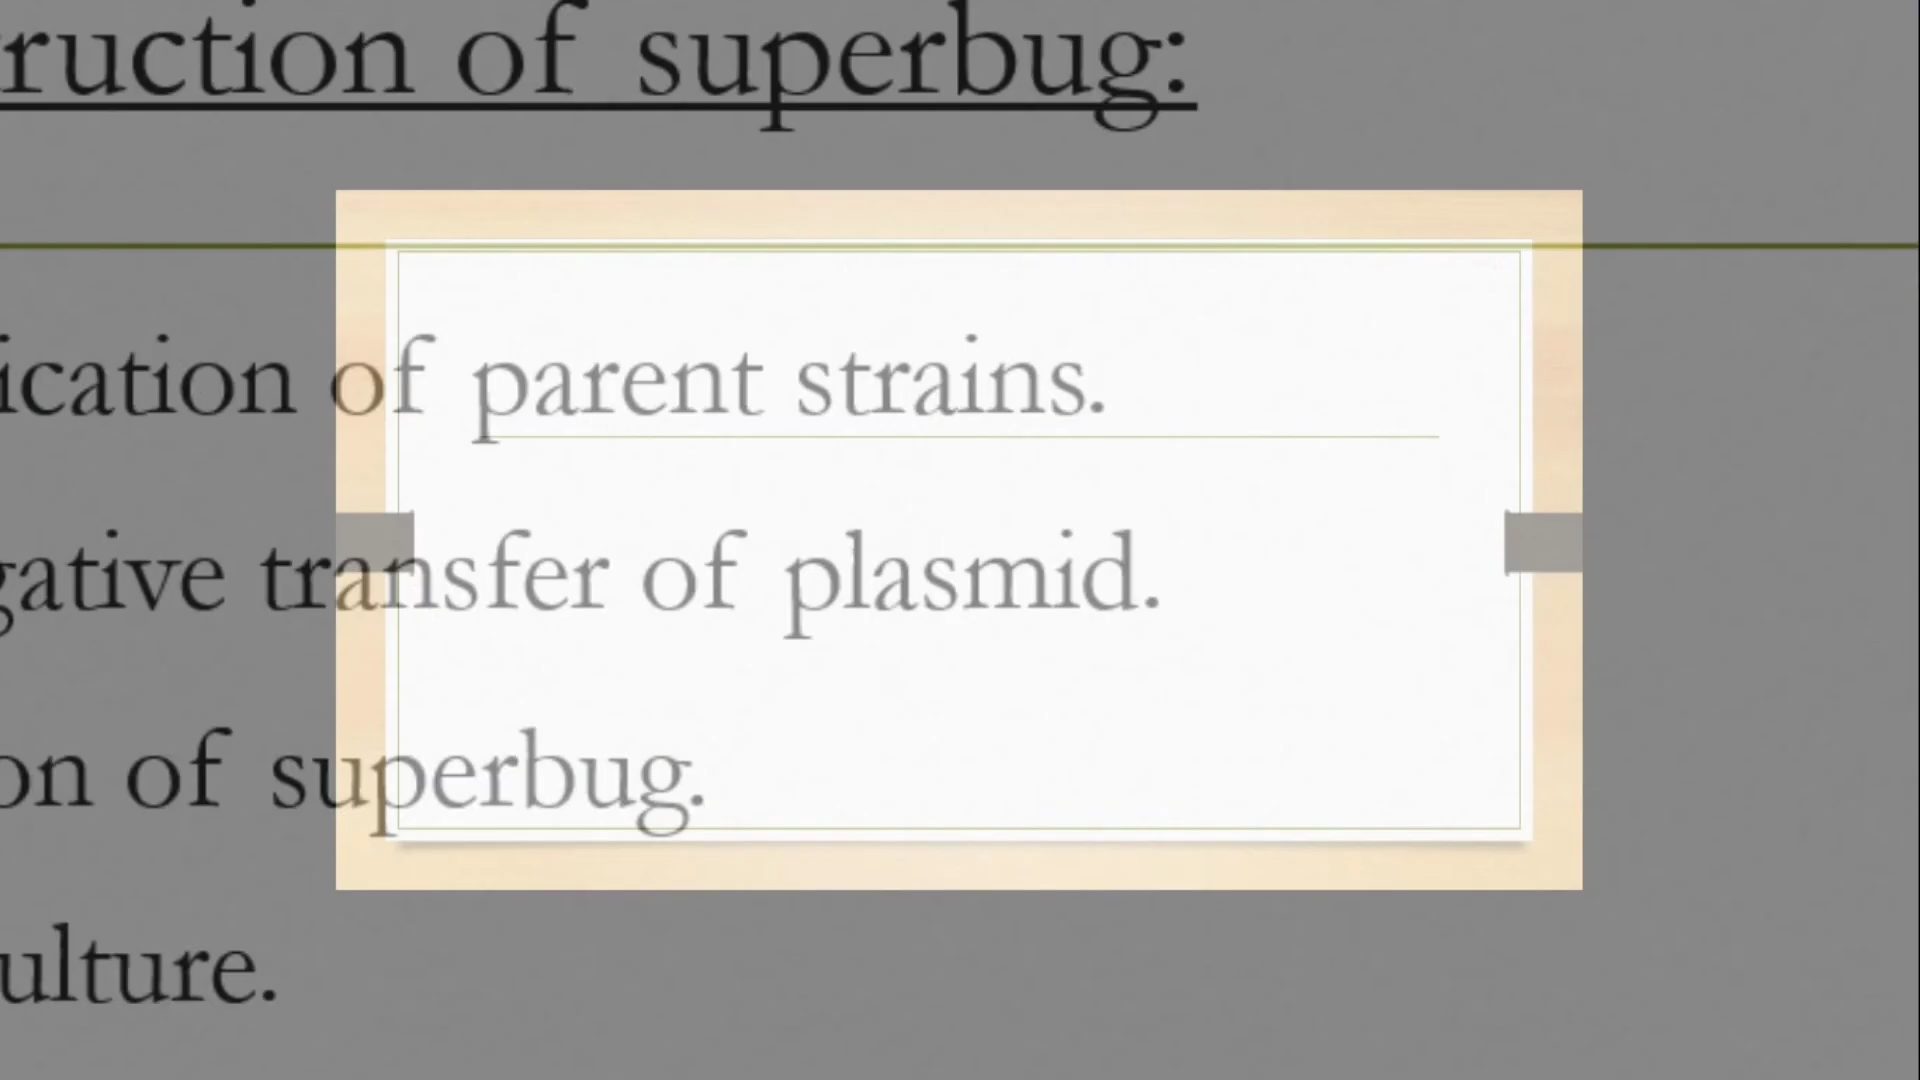 ruction of superbug:
ication of parent strains.
gative transfer of plasmid.
on of superbug.
ulture.